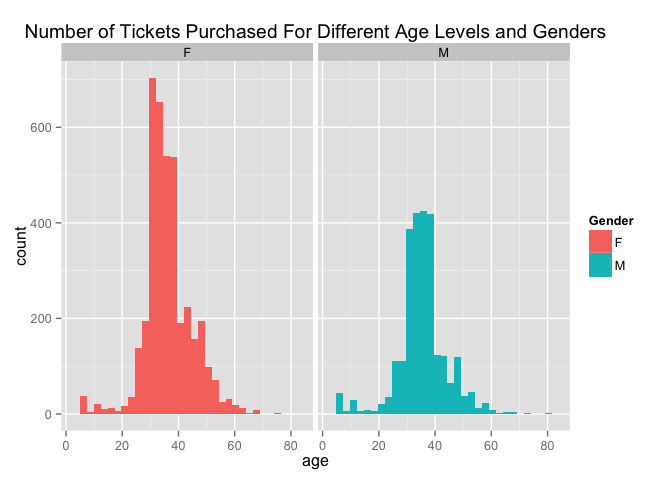 Number of Tickets Purchased For Different Age Levels and Genders
F M
600
400
200
0
count
0 20 40 60 80 0 20 40 60 80
age
Gender
F
M